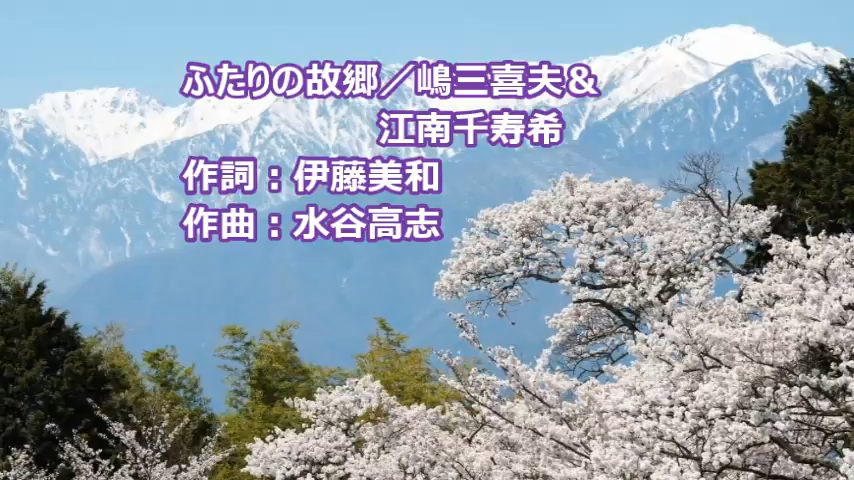 ふたりの故郷／嶋三喜夫＆
江南千寿希
作詞：伊藤美和
作曲：水谷高志